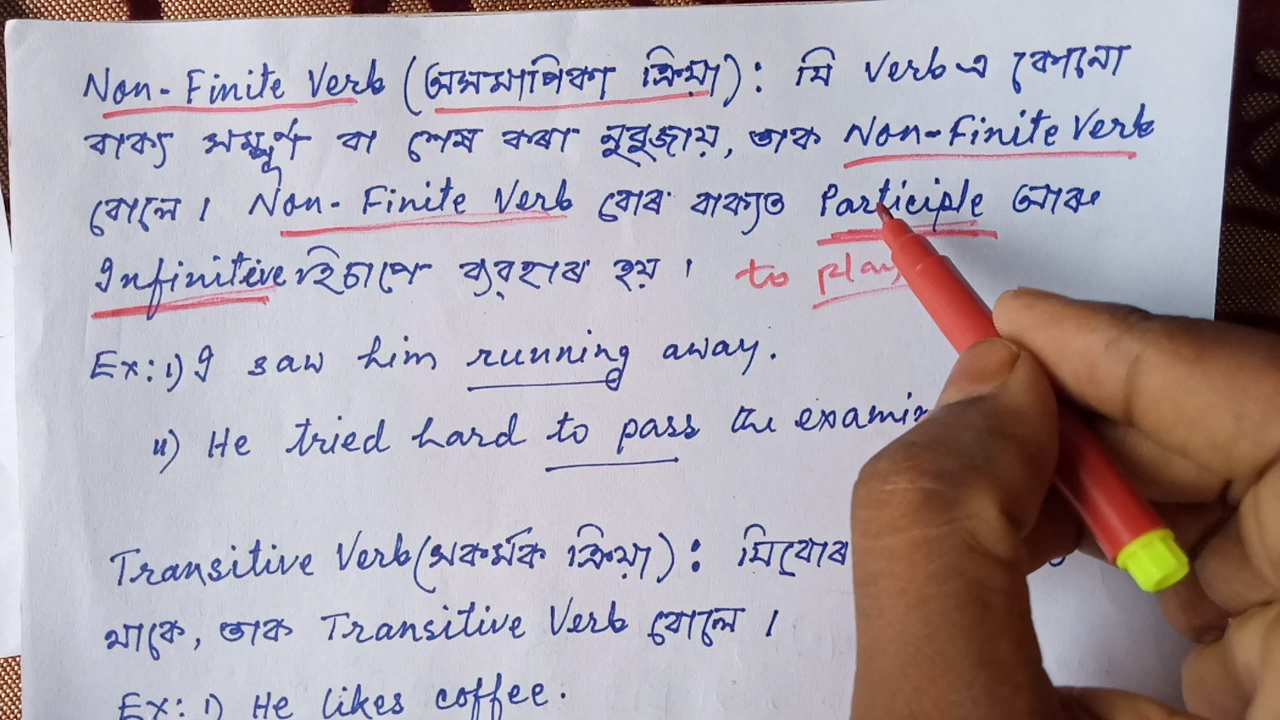 Non-Finite Verb (অসমাপিকা ক্ৰিয়া): যি Verb এ কোনো
বাক্য সম্পূৰ্ণ বা শেষ কৰা নুবুজায়, তাক Non-Finite Verb
বোলে। Non-Finite Verb বোৰ বাক্যত Participle আৰু
Infinitive হিচাপে ব্যৱহাৰ হয়। to play
Ex: i) I saw him running away.
ii) He tried hard to pass the
Transitive Verb (সকৰ্মক ক্ৰিয়া): যিবোৰ
থাকে, তাক Transitive Verb বোলে।
Ex: i) He likes coffee.